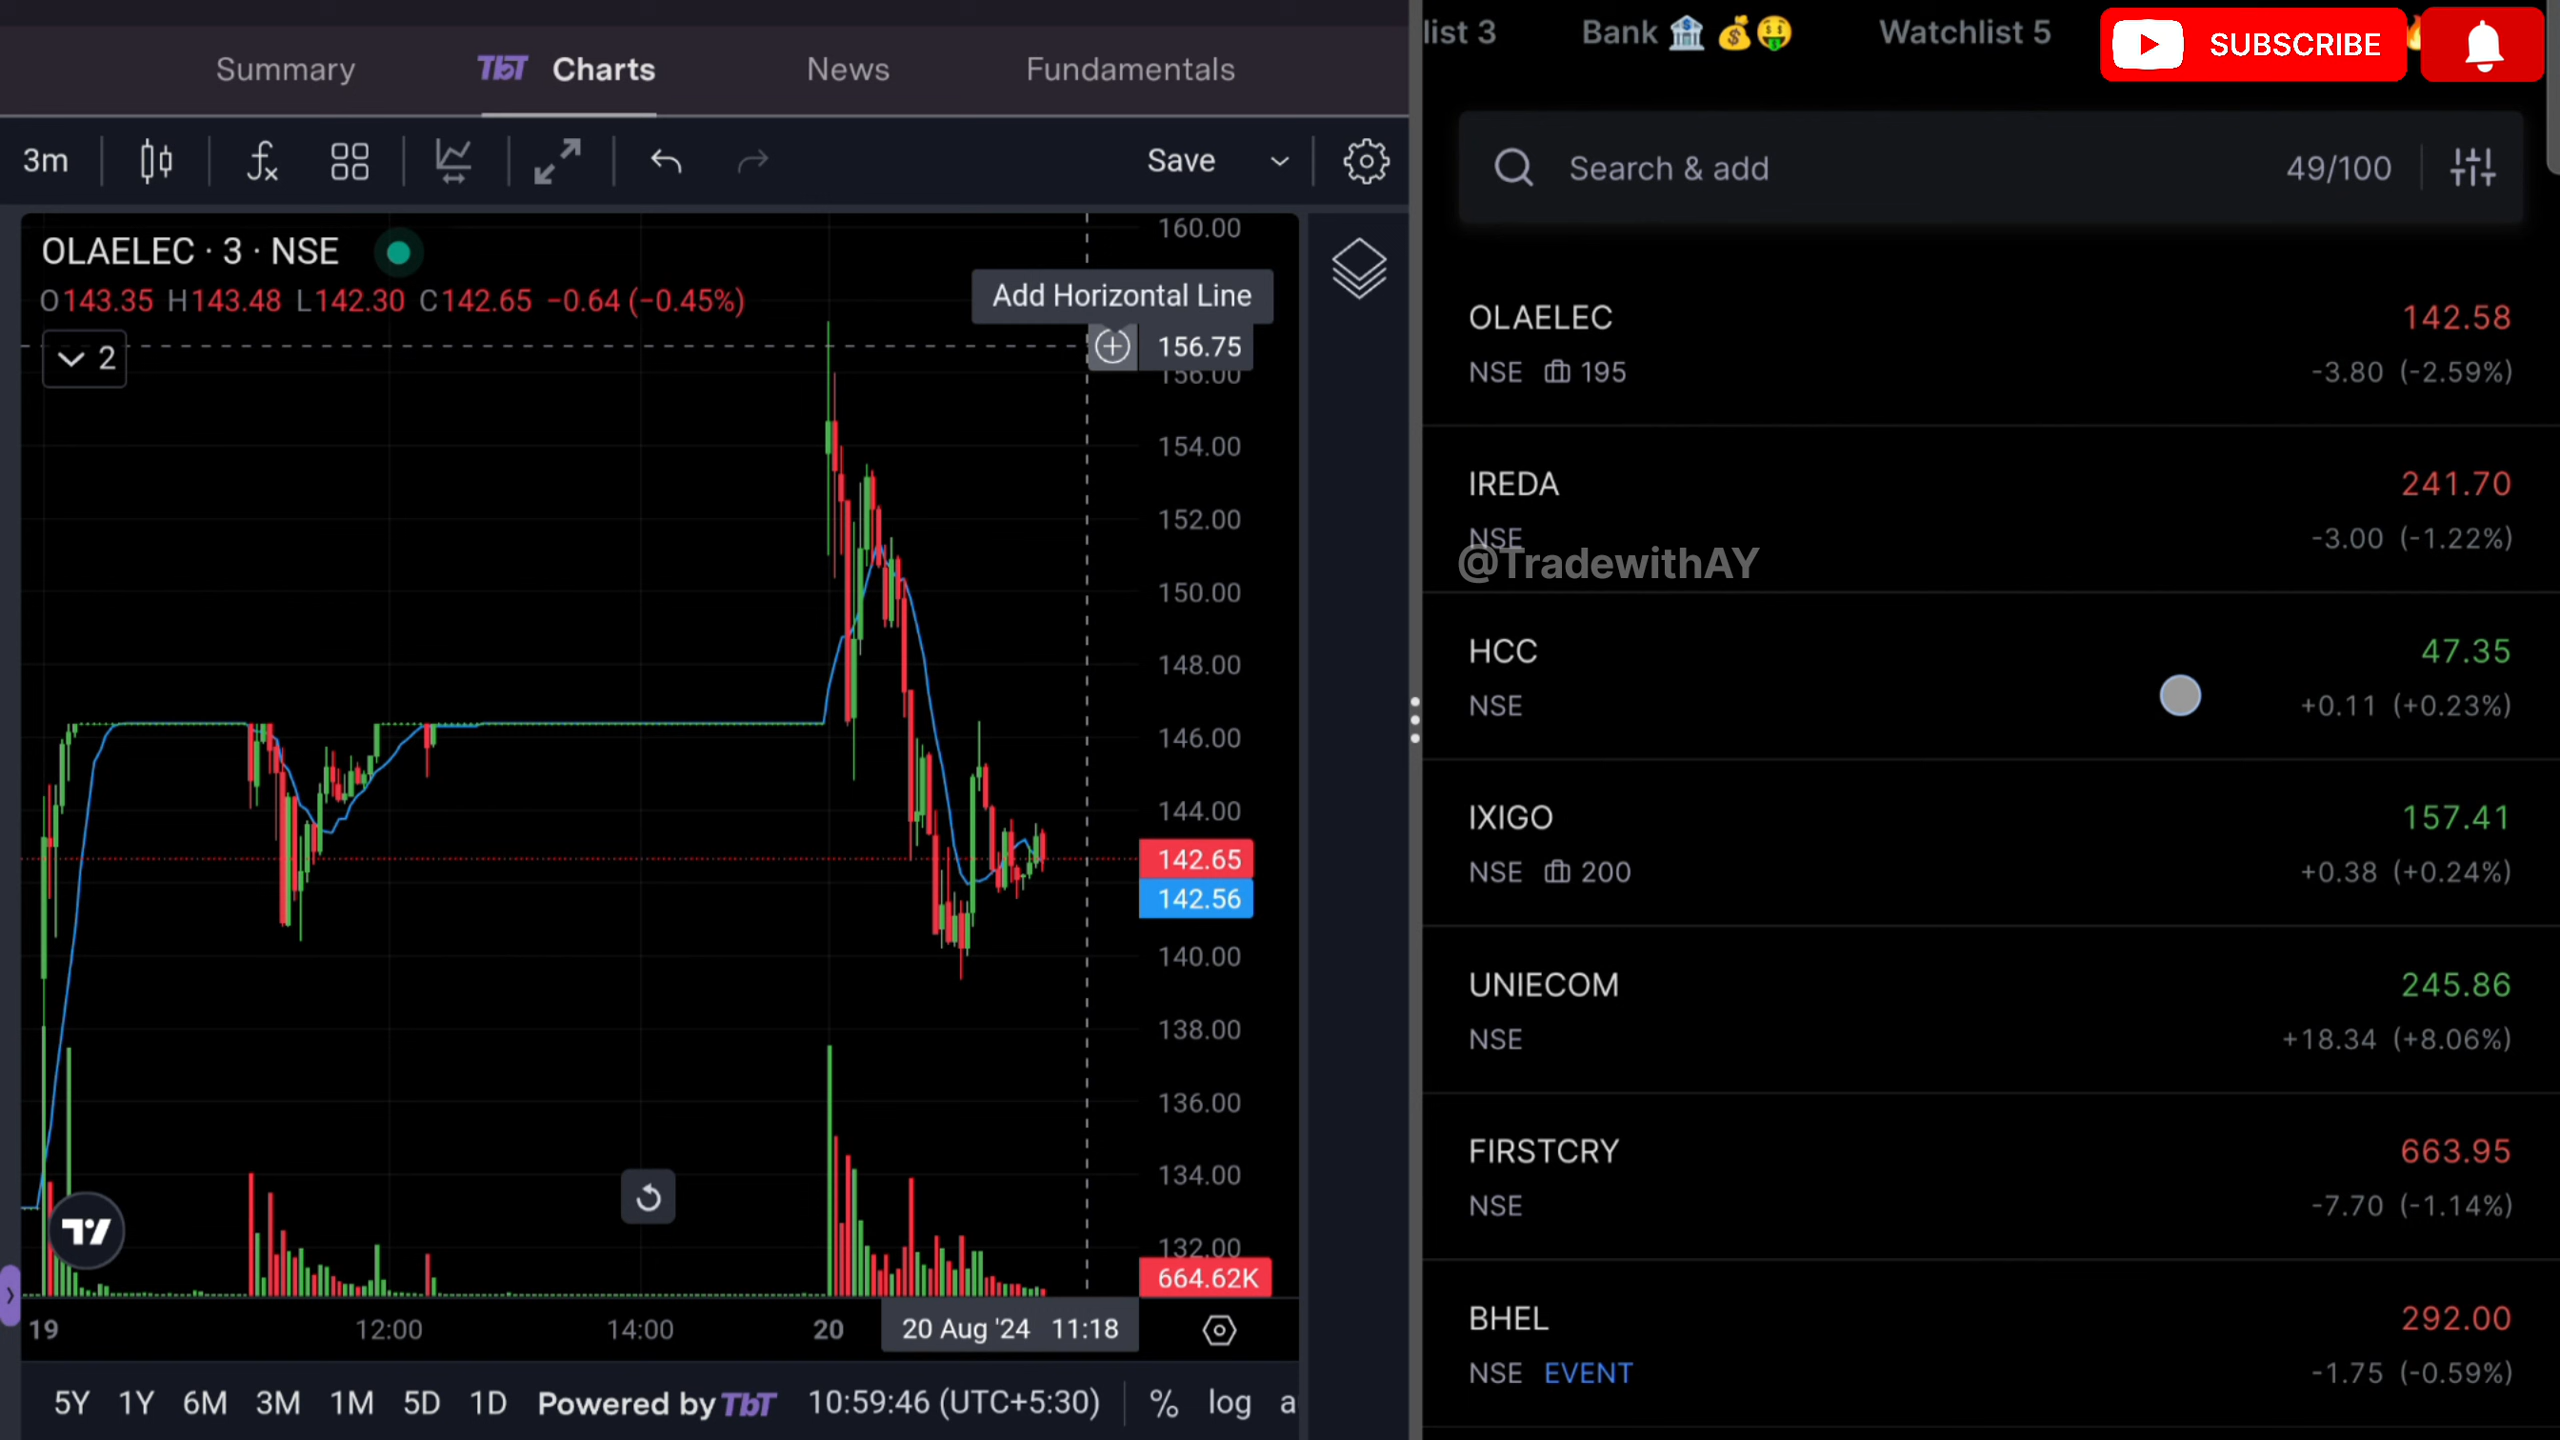 Summary TbT Charts News Fundamentals
3m Save
OLAELEC · 3 · NSE
O143.35 H143.48 L142.30 C142.65 −0.64 (−0.45%)
2
Add Horizontal Line
160.00
156.75
156.00
154.00
152.00
150.00
148.00
146.00
144.00
142.65
142.56
140.00
138.00
136.00
134.00
132.00
664.62K
19 12:00 14:00 20 20 Aug '24 11:18
5Y 1Y 6M 3M 1M 5D 1D Powered by TbT 10:59:46 (UTC+5:30) % log a
list 3 Bank Watchlist 5 SUBSCRIBE
Search & add 49/100
OLAELEC 142.58
NSE 195 -3.80 (-2.59%)
IREDA 241.70
NSE -3.00 (-1.22%)
@TradewithAY
HCC 47.35
NSE +0.11 (+0.23%)
IXIGO 157.41
NSE 200 +0.38 (+0.24%)
UNIECOM 245.86
NSE +18.34 (+8.06%)
FIRSTCRY 663.95
NSE -7.70 (-1.14%)
BHEL 292.00
NSE EVENT -1.75 (-0.59%)